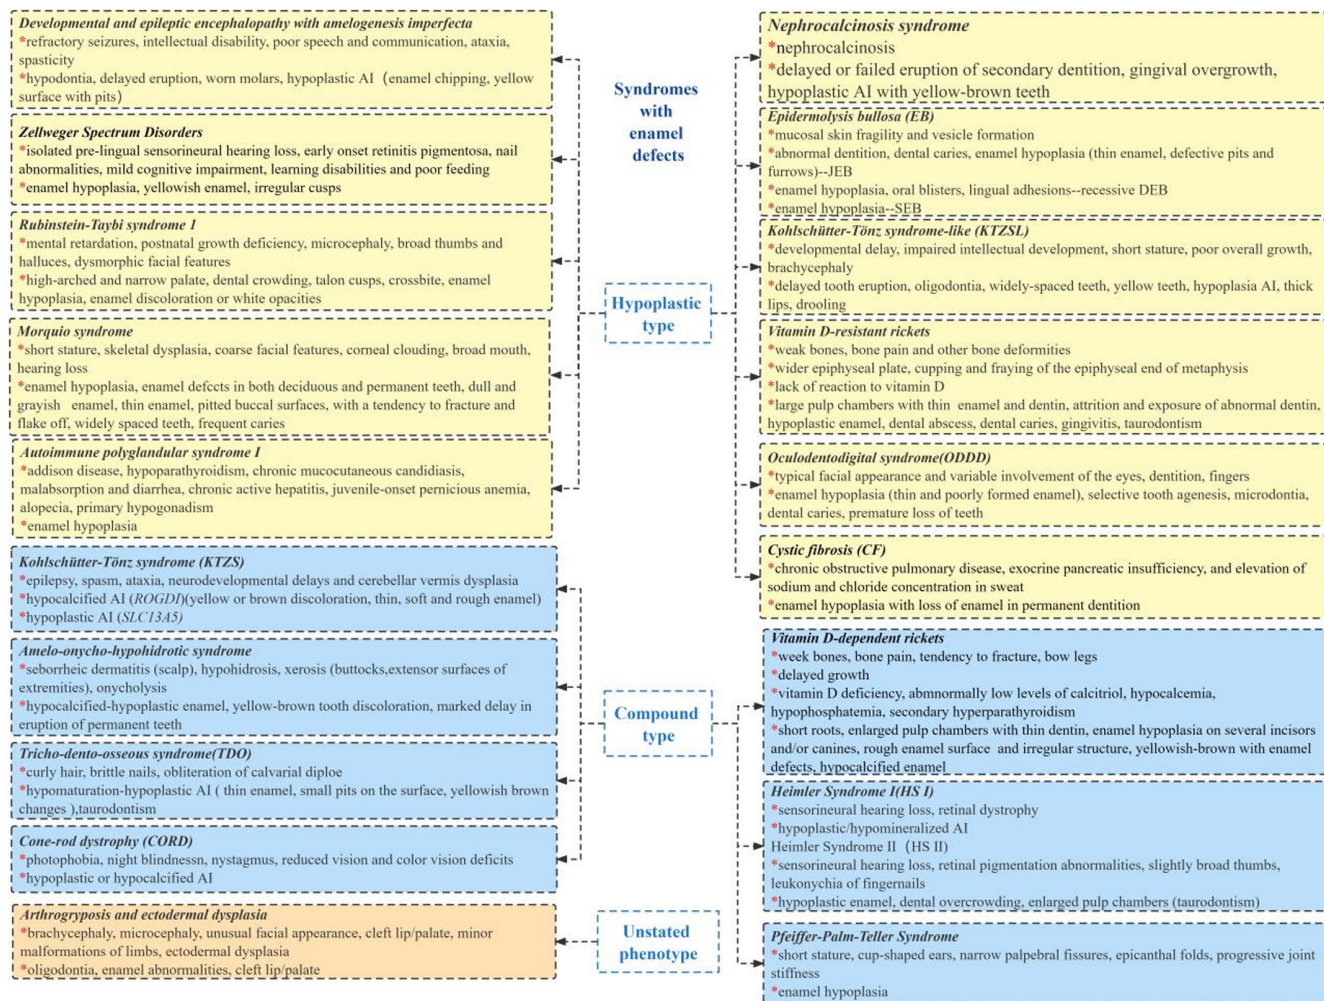 Developmental and epileptic encephalopathy with amelogenesis imperfecta
*refractory seizures, intellectual disability, poor speech and communication, ataxia,
spasticity
*hypodontia, delayed eruption, worn molars, hypoplastic AI（enamel chipping, yellow
surface with pits）
Zellweger Spectrum Disorders
*isolated pre-lingual sensorineural hearing loss, early onset retinitis pigmentosa, nail
abnormalities, mild cognitive impairment, learning disabilities and poor feeding
*enamel hypoplasia, yellowish enamel, irregular cusps
Rubinstein-Taybi syndrome 1
*mental retardation, postnatal growth deficiency, microcephaly, broad thumbs and
halluces, dysmorphic facial features
*high-arched and narrow palate, dental crowding, talon cusps, crossbite, enamel
hypoplasia, enamel discoloration or white opacities
Morquio syndrome
*short stature, skeletal dysplasia, coarse facial features, corneal clouding, broad mouth,
hearing loss
*enamel hypoplasia, enamel defccts in both deciduous and permanent teeth, dull and
grayish enamel, thin enamel, pitted buccal surfaces, with a tendency to fracture and
flake off, widely spaced teeth, frequent caries
Autoimmune polyglandular syndrome I
*addison disease, hypoparathyroidism, chronic mucocutaneous candidiasis,
malabsorption and diarrhea, chronic active hepatitis, juvenile-onset pernicious anemia,
alopecia, primary hypogonadism
*enamel hypoplasia
Kohlschütter-Tönz syndrome (KTZS)
*epilepsy, spasm, ataxia, neurodevelopmental delays and cerebellar vermis dysplasia
*hypocalcified AI (ROGDI)(yellow or brown discoloration, thin, soft and rough enamel)
*hypoplastic AI (SLC13A5)
Amelo-onycho-hypohidrotic syndrome
*seborrheic dermatitis (scalp), hypohidrosis, xerosis (buttocks,extensor surfaces of
extremities), onycholysis
*hypocalcified-hypoplastic enamel, yellow-brown tooth discoloration, marked delay in
eruption of permanent teeth
Tricho-dento-osseous syndrome(TDO)
*curly hair, brittle nails, obliteration of calvarial diploe
*hypomaturation-hypoplastic AI ( thin enamel, small pits on the surface, yellowish brown
changes ),taurodontism
Cone-rod dystrophy (CORD)
*photophobia, night blindnessn, nystagmus, reduced vision and color vision deficits
*hypoplastic or hypocalcified AI
Arthrogryposis and ectodermal dysplasia
*brachycephaly, microcephaly, unusual facial appearance, cleft lip/palate, minor
malformations of limbs, ectodermal dysplasia
*oligodontia, enamel abnormalities, cleft lip/palate
Syndromes
with
enamel
defects
Hypoplastic
type
Compound
type
Unstated
phenotype
Nephrocalcinosis syndrome
*nephrocalcinosis
*delayed or failed eruption of secondary dentition, gingival overgrowth,
hypoplastic AI with yellow-brown teeth
Epidermolysis bullosa (EB)
*mucosal skin fragility and vesicle formation
*abnormal dentition, dental caries, enamel hypoplasia (thin enamel, defective pits and
furrows)--JEB
*enamel hypoplasia, oral blisters, lingual adhesions--recessive DEB
*enamel hypoplasia--SEB
Kohlschütter-Tönz syndrome-like (KTZSL)
*developmental delay, impaired intellectual development, short stature, poor overall growth,
brachycephaly
*delayed tooth eruption, oligodontia, widely-spaced teeth, yellow teeth, hypoplasia AI, thick
lips, drooling
Vitamin D-resistant rickets
*weak bones, bone pain and other bone deformities
*wider epiphyseal plate, cupping and fraying of the epiphyseal end of metaphysis
*lack of reaction to vitamin D
*large pulp chambers with thin enamel and dentin, attrition and exposure of abnormal dentin,
hypoplastic enamel, dental abscess, dental caries, gingivitis, taurodontism
Oculodentodigital syndrome(ODDD)
*typical facial appearance and variable involvement of the eyes, dentition, fingers
*enamel hypoplasia (thin and poorly formed enamel), selective tooth agenesis, microdontia,
dental caries, premature loss of teeth
Cystic fibrosis (CF)
*chronic obstructive pulmonary disease, exocrine pancreatic insufficiency, and elevation of
sodium and chloride concentration in sweat
*enamel hypoplasia with loss of enamel in permanent dentition
Vitamin D-dependent rickets
*week bones, bone pain, tendency to fracture, bow legs
*delayed growth
*vitamin D deficiency, abmnormally low levels of calcitriol, hypocalcemia,
hypophosphatemia, secondary hyperparathyroidism
*short roots, enlarged pulp chambers with thin dentin, enamel hypoplasia on several incisors
and/or canines, rough enamel surface and irregular structure, yellowish-brown with enamel
defects, hypocalcified enamel
Heimler Syndrome I(HS I)
*sensorineural hearing loss, retinal dystrophy
*hypoplastic/hypomineralized AI
Heimler Syndrome II（HS II)
*sensorineural hearing loss, retinal pigmentation abnormalities, slightly broad thumbs,
leukonychia of fingernails
*hypoplastic enamel, dental overcrowding, enlarged pulp chambers (taurodontism)
Pfeiffer-Palm-Teller Syndrome
*short stature, cup-shaped ears, narrow palpebral fissures, epicanthal folds, progressive joint
stiffness
*enamel hypoplasia